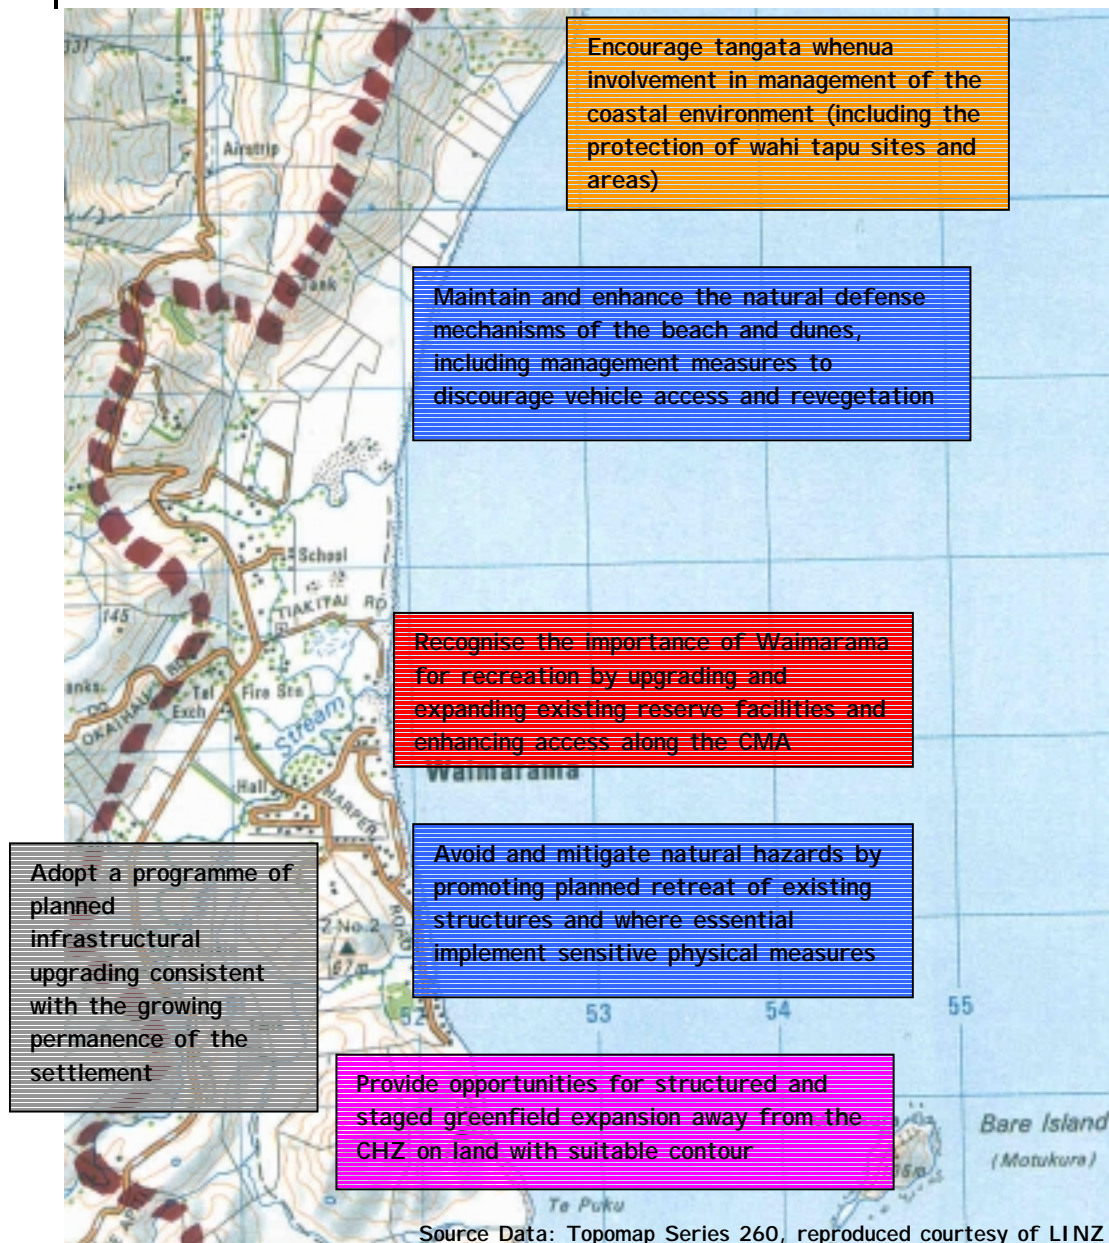 331
Encourage tangata whenua
involvement in management of the
coastal environment (including the
protection of wahi tapu sites and
areas)
Airstrip
Tank
Maintain and enhance the natural defense
mechanisms of the beach and dunes,
including management measures to
discourage vehicle access and revegetation
School
TIAKITAI RD
145
Recognise the importance of Waimarama
for recreation by upgrading and
expanding existing reserve facilities and
enhancing access along the CMA
Tel
Exch
Fire Stn
OKAIHAU RD
Stream
Waimarama
Hall
HARPER
ROAD
Avoid and mitigate natural hazards by
promoting planned retreat of existing
structures and where essential
implement sensitive physical measures
Adopt a programme of
planned
infrastructural
upgrading consistent
with the growing
permanence of the
settlement
No 2
67m
52
53
54
55
Provide opportunities for structured and
staged greenfield expansion away from the
CHZ on land with suitable contour
Bare Island
(Motukura)
Te Puku
Source Data: Topomap Series 260, reproduced courtesy of LINZ